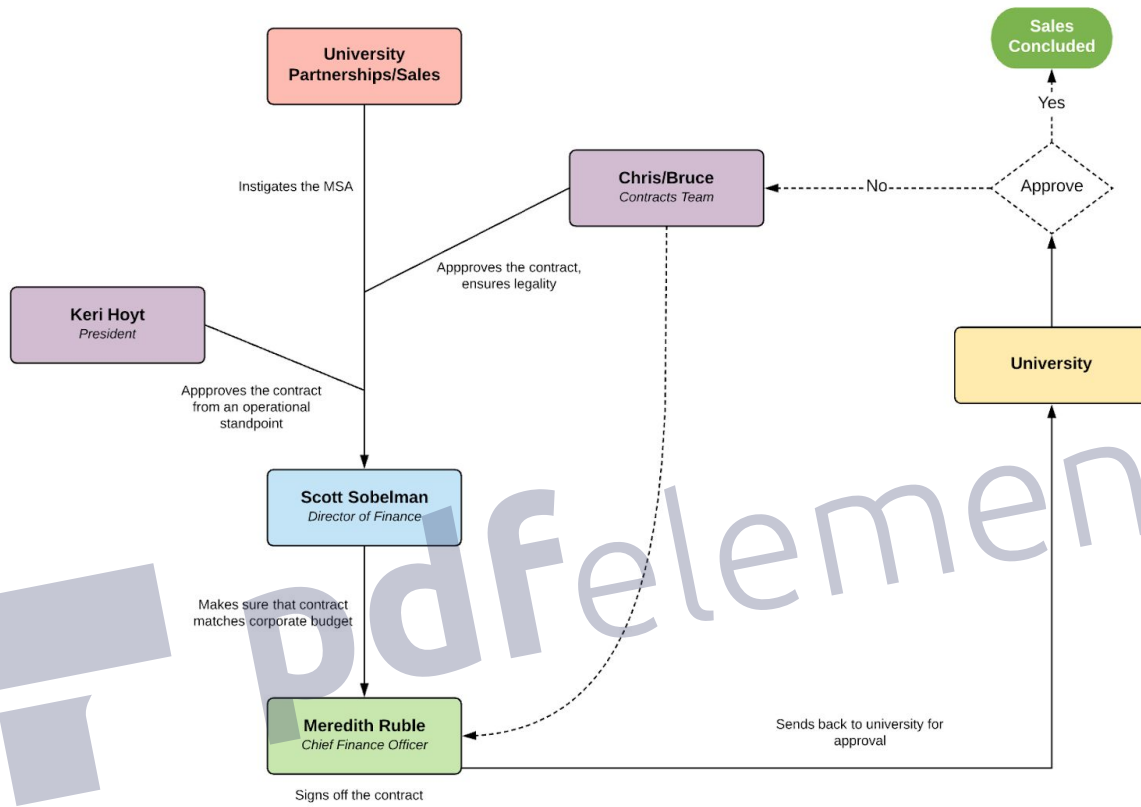 Sales
Concluded
University
Partnerships/Sales
Yes
Instigates the MSA
Chris/Bruce
Contracts Team
No
Approve
Appproves the contract,
ensures legality
Keri Hoyt
President
University
Appproves the contract
from an operational
standpoint
Scott Sobelman
Director of Finance
Makes sure that contract
matches corporate budget
pdfelemen
Meredith Ruble
Chief Finance Officer
Sends back to university for
approval
Signs off the contract